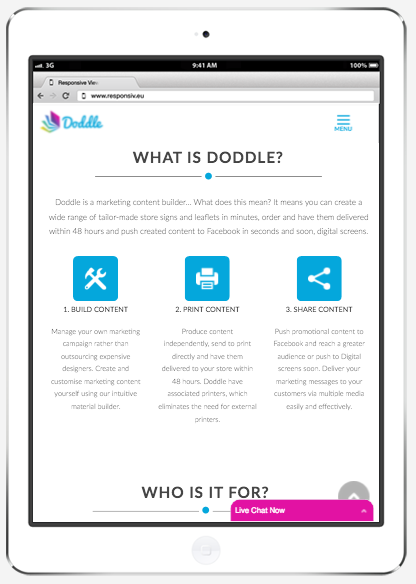 3G 9:41 AM 100%
Responsive View
www.responsiv.eu
Doddle
MENU
WHAT IS DODDLE?
Doddle is a marketing content builder... What does this mean? It means you can create a
wide range of tailor-made store signs and leaflets in minutes, order and have them delivered
within 48 hours and push created content to Facebook in seconds and soon, digital screens.
1. BUILD CONTENT
Manage your own marketing
campaign rather than
outsourcing expensive
designers. Create and
customise marketing content
yourself using our intuitive
material builder.
2. PRINT CONTENT
Produce content
independently, send to print
directly and have them
delivered to your store within
48 hours. Doddle have
associated printers, which
eliminates the need for external
printers.
3. SHARE CONTENT
Push promotional content to
Facebook and reach a greater
audience or push to Digital
screens soon. Deliver your
marketing messages to your
customers via multiple media
easily and effectively.
WHO IS IT FOR?
Live Chat Now